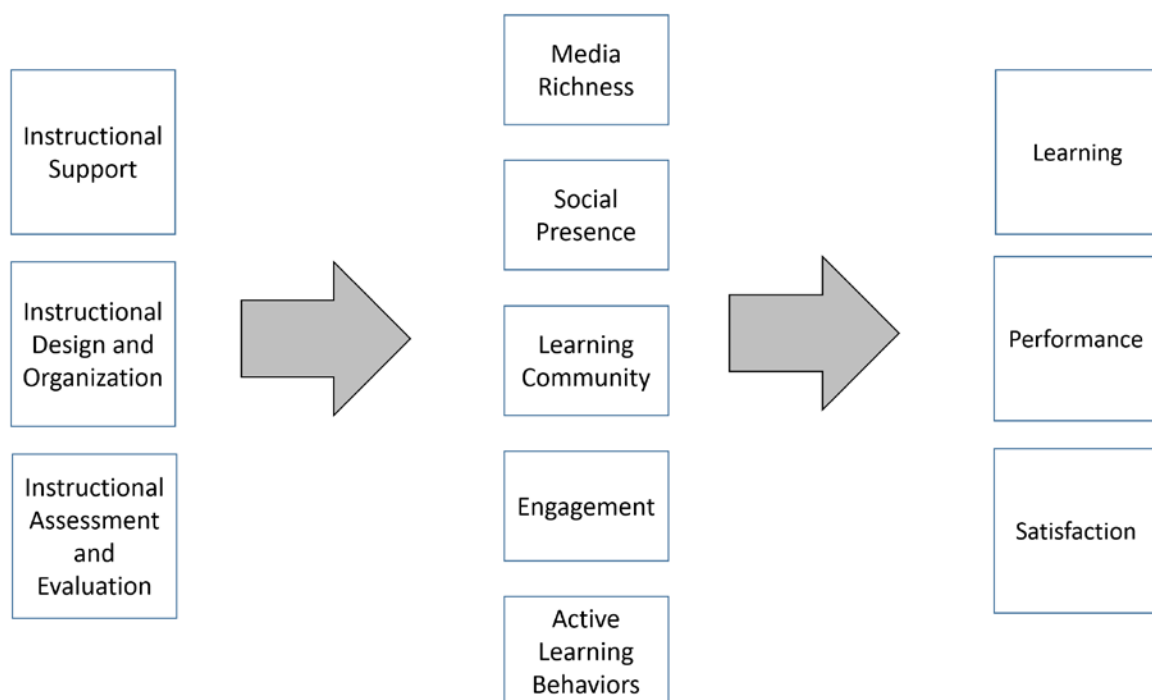 Instructional
Support
Instructional
Design and
Organization
Instructional
Assessment
and
Evaluation
Media
Richness
Social
Presence
Learning
Community
Engagement
Active
Learning
Behaviors
Learning
Performance
Satisfaction